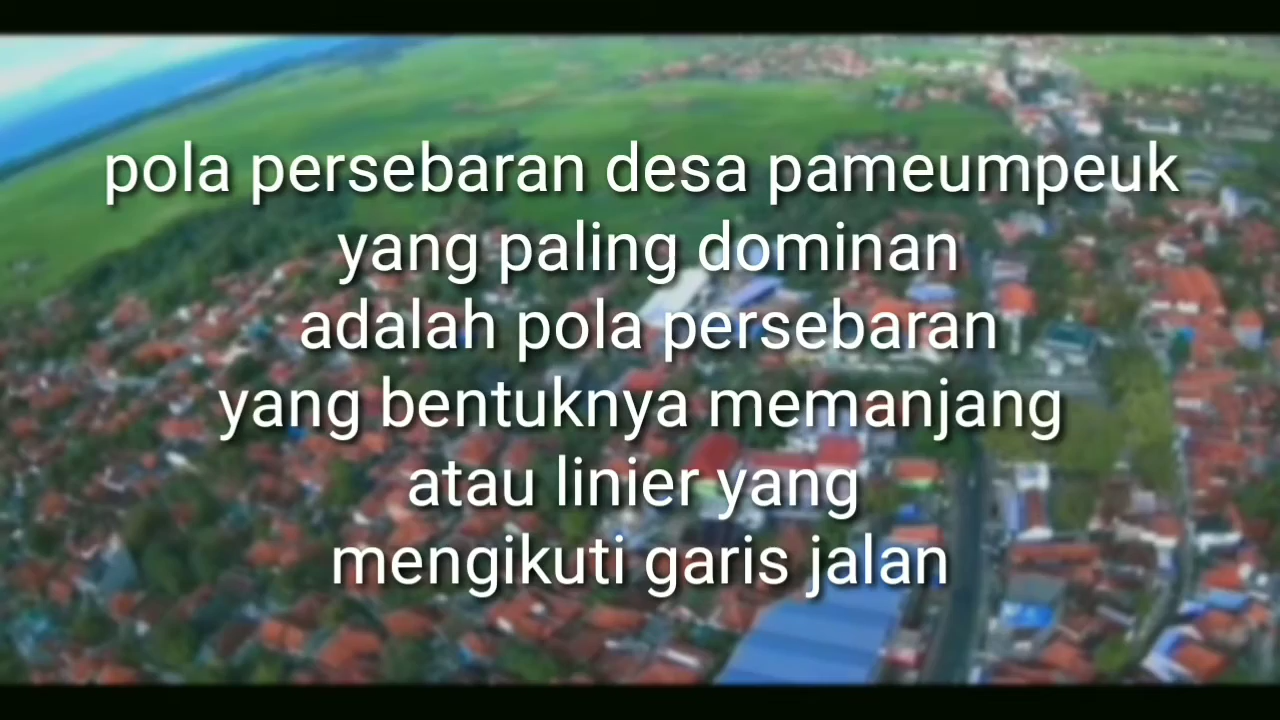 pola persebaran desa pameumpeuk
yang paling dominan
adalah pola persebaran
yang bentuknya memanjang
atau linier yang
mengikuti garis jalan